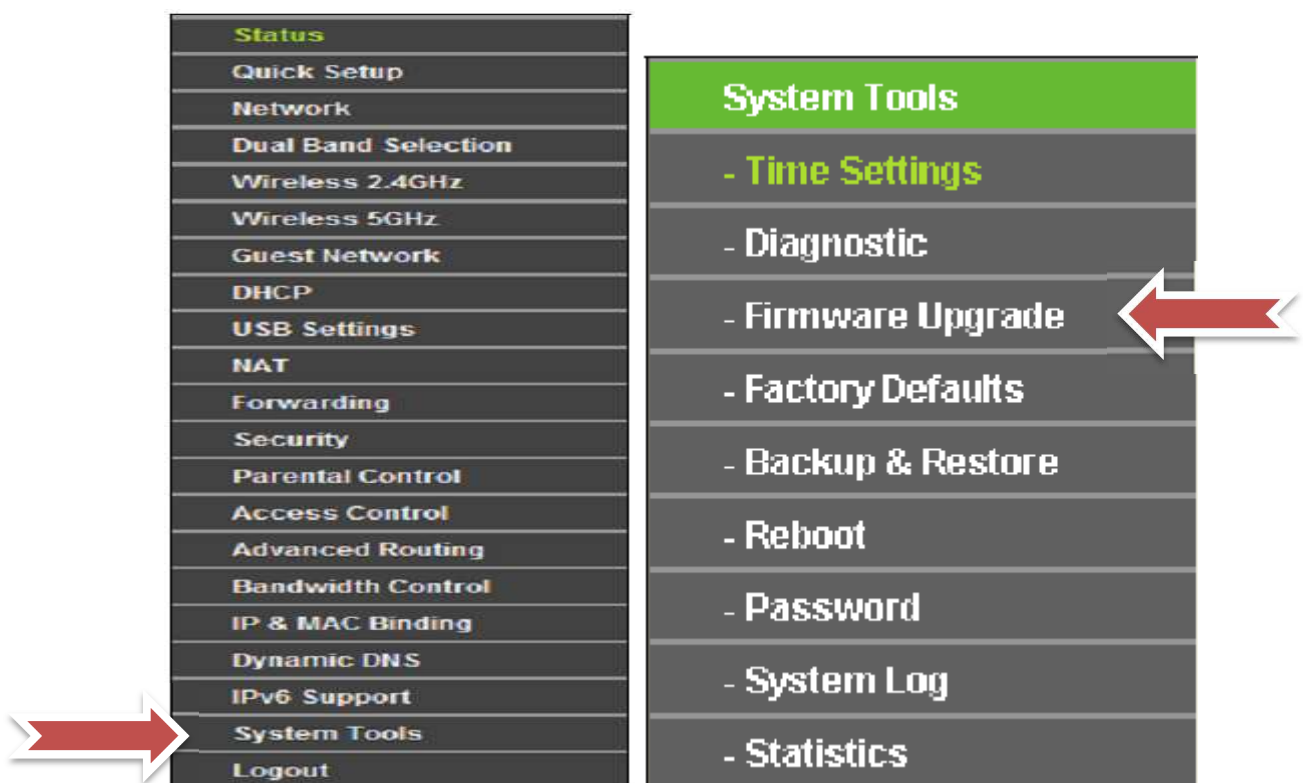 Status
Quick Setup
Network
Dual Band Selection
Wireless 2.4GHz
Wireless 5GHz
Guest Network
DHCP
USB Settings
NAT
Forwarding
Security
Parental Control
Access Control
Advanced Routing
Bandwidth Control
IP & MAC Binding
Dynamic DNS
IPv6 Support
System Tools
Logout
System Tools
- Time Settings
- Diagnostic
- Firmware Upgrade
- Factory Defaults
- Backup & Restore
- Reboot
- Password
- System Log
- Statistics